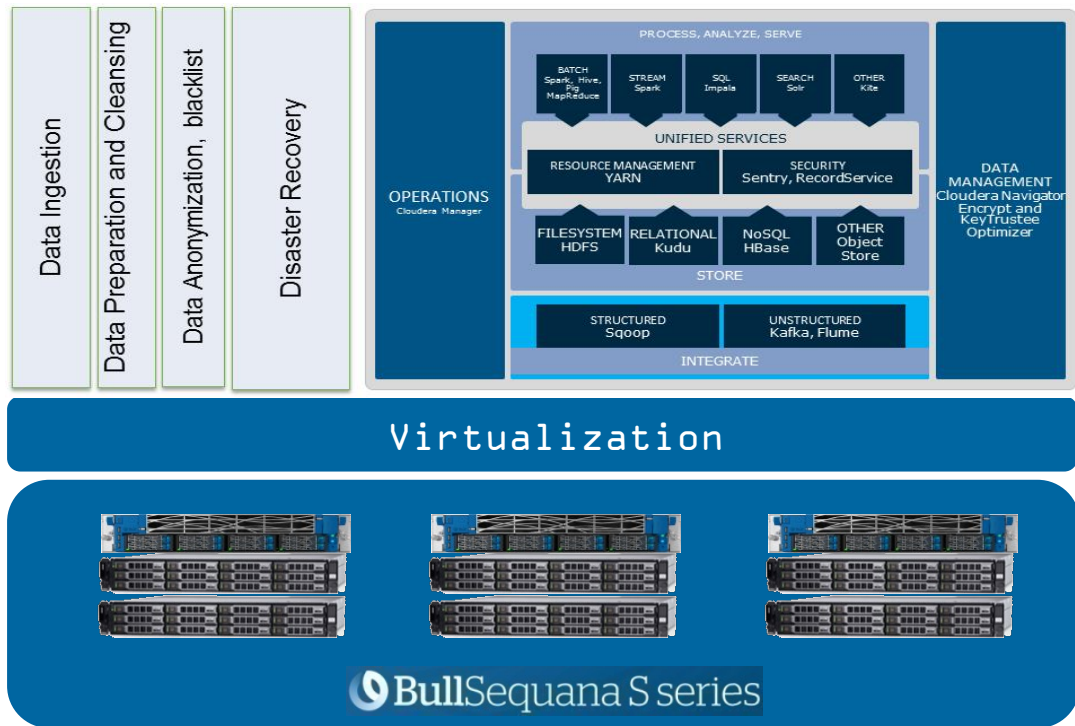 Data Ingestion
Data Preparation and Cleansing
Data Anonymization, blacklist
Disaster Recovery
OPERATIONS
Cloudera Manager
PROCESS, ANALYZE, SERVE
BATCH
Spark, Hive,
Pig
MapReduce
STREAM
Spark
SQL
Impala
SEARCH
Solr
OTHER
Kite
UNIFIED SERVICES
RESOURCE MANAGEMENT
YARN
SECURITY
Sentry, RecordService
FILESYSTEM
HDFS
RELATIONAL
Kudu
NoSQL
HBase
OTHER
Object
Store
STORE
STRUCTURED
Sqoop
UNSTRUCTURED
Kafka, Flume
INTEGRATE
DATA
MANAGEMENT
Cloudera Navigator
Encrypt and
KeyTrustee
Optimizer
Virtualization
BullSequana S series